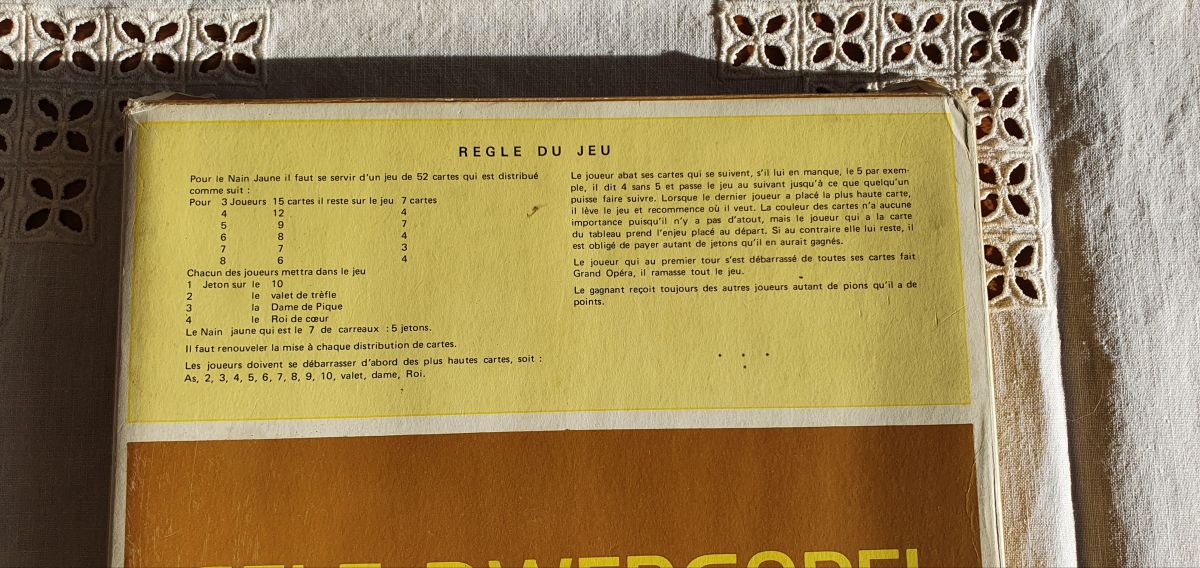 REGLE DU JEU
Pour le Nain Jaune il faut se servir d'un jeu de 52 cartes qui est distribué
comme suit :
Pour 3 Joueurs 15 cartes il reste sur le jeu 7 cartes
4 12 4
5 9 7
6 8 4
7 7 3
8 6 4
Chacun des joueurs mettra dans le jeu
1 Jeton sur le 10
2 le valet de trèfle
3 la Dame de Pique
4 le Roi de cœur
Le Nain jaune qui est le 7 de carreaux : 5 jetons.
Il faut renouveler la mise à chaque distribution de cartes.
Les joueurs doivent se débarrasser d'abord des plus hautes cartes, soit :
As, 2, 3, 4, 5, 6, 7, 8, 9, 10, valet, dame, Roi.
Le joueur abat ses cartes qui se suivent, s'il lui en manque, le 5 par exem-
ple, il dit 4 sans 5 et passe le jeu au suivant jusqu'à ce que quelqu'un
puisse faire suivre. Lorsque le dernier joueur a placé la plus haute carte,
il lève le jeu et recommence où il veut. La couleur des cartes n'a aucune
importance puisqu'il n'y a pas d'atout, mais le joueur qui a la carte
du tableau prend l'enjeu placé au départ. Si au contraire elle lui reste, il
est obligé de payer autant de jetons qu'il en aurait gagnés.
Le joueur qui au premier tour s'est débarrassé de toutes ses cartes fait
Grand Opéra, il ramasse tout le jeu.
Le gagnant reçoit toujours des autres joueurs autant de pions qu'il a de
points.